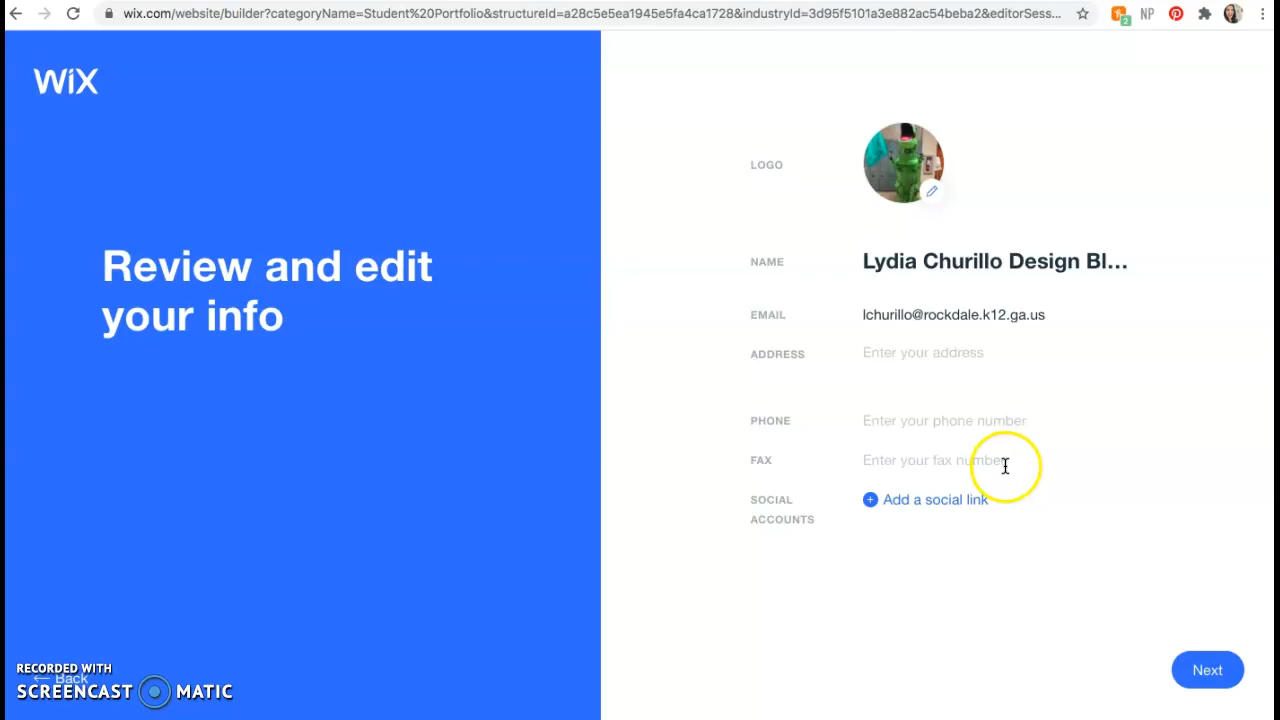 wix.com/website/builder?categoryName=Student%20Portfolio&structureId=a28c5e5ea1945e5fa4ca1728&industryId=3d95f5101a3e882ac54beba2&editorSess...
2
NP
WiX
Review and edit
your info
LOGO
NAME Lydia Churillo Design Bl...
EMAIL lchurillo@rockdale.k12.ga.us
ADDRESS Enter your address
PHONE Enter your phone number
FAX Enter your fax number
SOCIAL
ACCOUNTS
Add a social link
RECORDED WITH
Back
SCREENCAST MATIC
Next